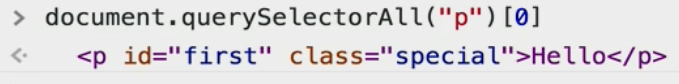 > document.querySelectorAll("p")[0]
<· <p id="first" class="special">Hello</p>